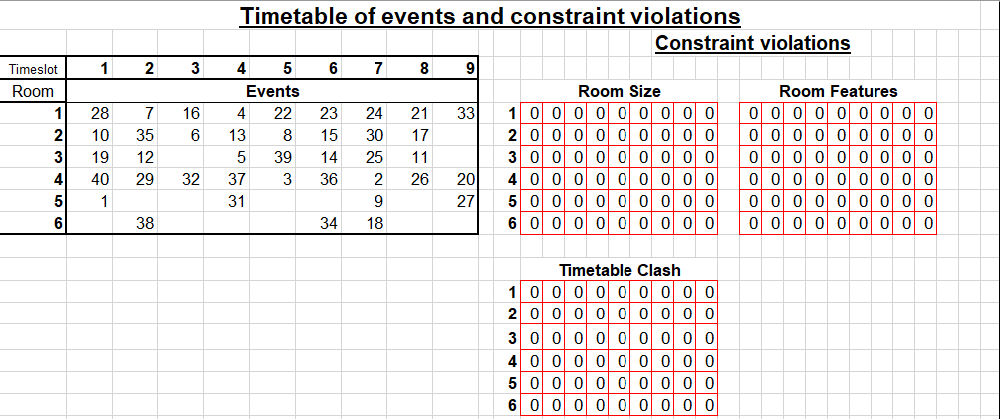 Timetable of events and constraint violations
Constraint violations
Timeslot 1 2 3 4 5 6 7 8 9
Room Events Room Size Room Features
1 28 7 16 4 22 23 24 21 33 1 0 0 0 0 0 0 0 0 0 0 0 0 0 0 0 0 0 0
2 10 35 6 13 8 15 30 17 2 0 0 0 0 0 0 0 0 0 0 0 0 0 0 0 0 0 0
3 19 12 5 39 14 25 11 3 0 0 0 0 0 0 0 0 0 0 0 0 0 0 0 0 0 0
4 40 29 32 37 3 36 2 26 20 4 0 0 0 0 0 0 0 0 0 0 0 0 0 0 0 0 0 0
5 1 31 9 27 5 0 0 0 0 0 0 0 0 0 0 0 0 0 0 0 0 0 0
6 38 34 18 6 0 0 0 0 0 0 0 0 0 0 0 0 0 0 0 0 0 0
Timetable Clash
1 0 0 0 0 0 0 0 0 0
2 0 0 0 0 0 0 0 0 0
3 0 0 0 0 0 0 0 0 0
4 0 0 0 0 0 0 0 0 0
5 0 0 0 0 0 0 0 0 0
6 0 0 0 0 0 0 0 0 0